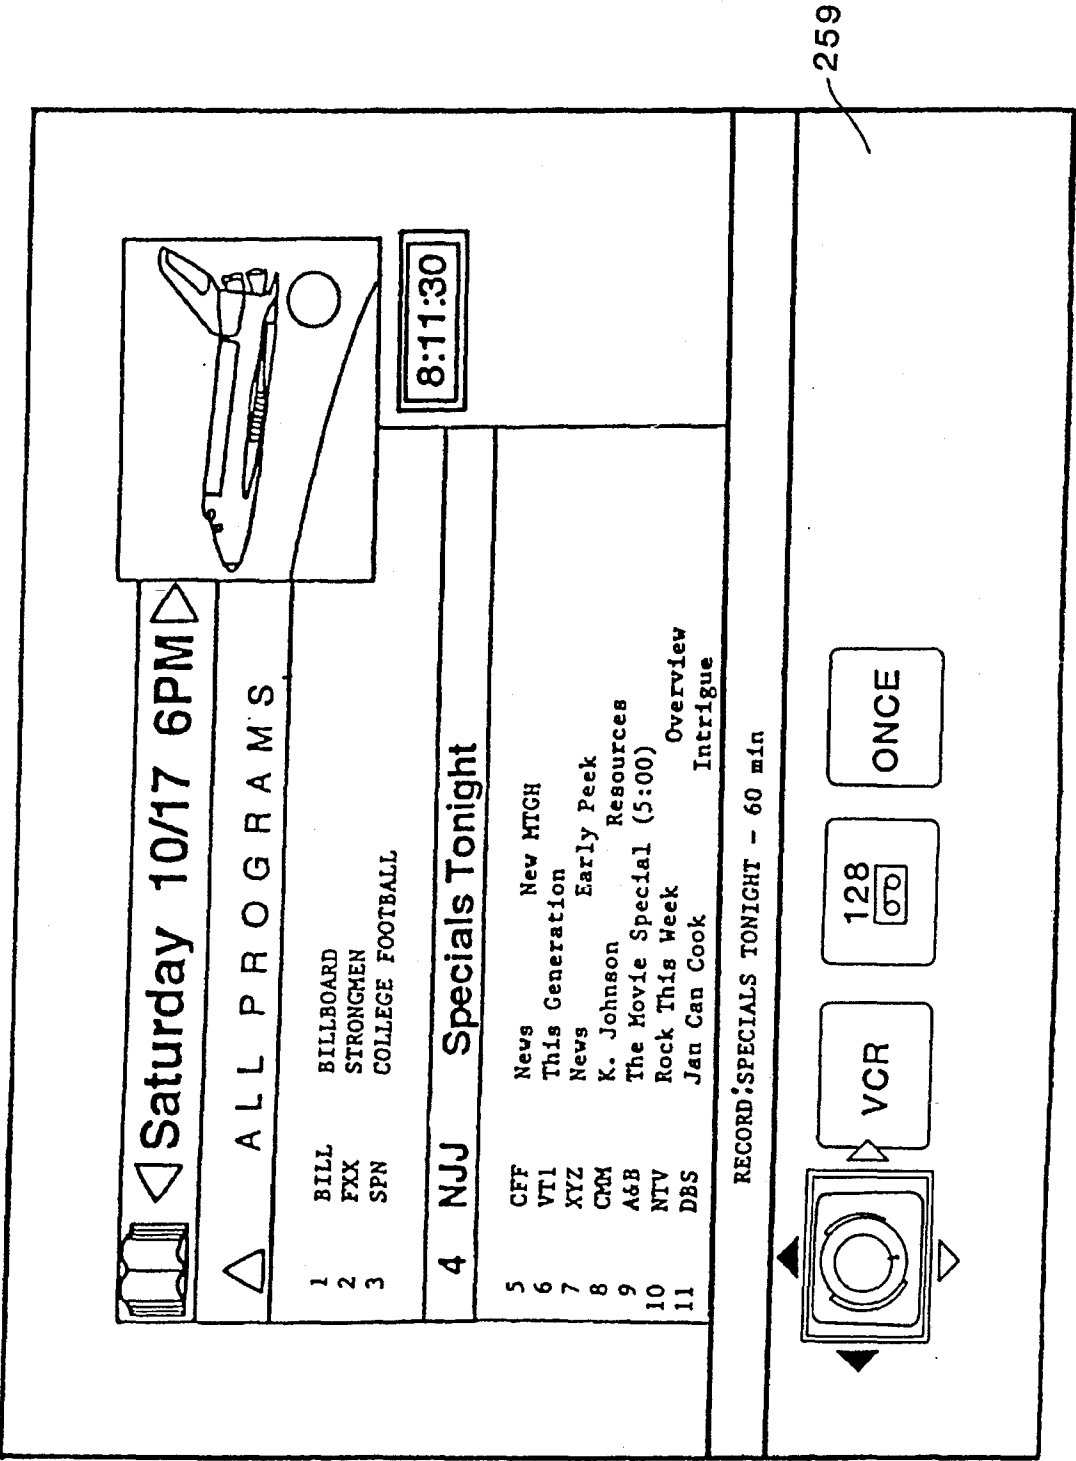 259
Saturday 10/17 6PM
ALL PROGRAM'S
8:11:30
1 BILL BILLBOARD
2 FXX STRONGMEN
3 SPN COLLEGE FOOTBALL
4 NJJ Specials Tonight
5 CFF News New MTGH
6 VT1 This Generation
7 XYZ News Early Peek
8 CMM K. Johnson Resources
9 A&B The Movie Special (5:00)
10 NTV Rock This Week Overview
11 DBS Jan Can Cook Intrigue
RECORD:SPECIALS TONIGHT - 60 min
VCR
128
ONCE